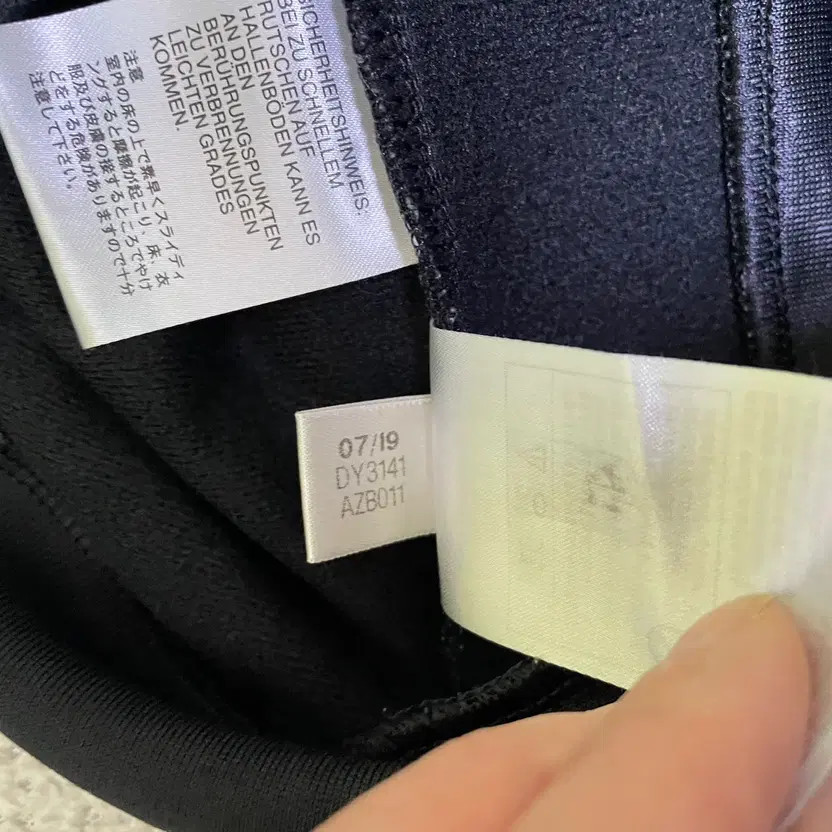 SICHERHEITSHINWEIS:
BEI ZU SCHNELLEM
RUTSCHEN AUF
HALLENBÖDEN KANN ES
AN DEN
BERÜHRUNGSPUNKTEN
ZU VERBRENNUNGEN
LEICHTEN GRADES
KOMMEN.
注意
室内の床の上で素早くスライディ
ングすると摩擦が起こり、床、衣
服及び皮膚の接するところでやけ
どをする危険がありますので十分
注意して下さい。
07/19
DY3141
AZB011